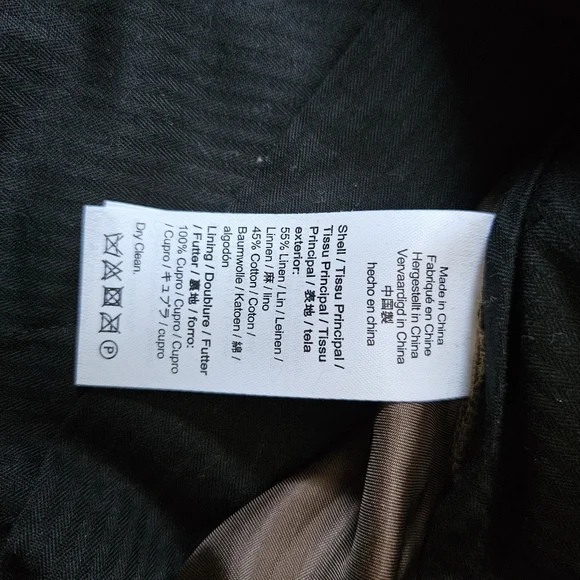 Made in China
Fabriqué en Chine
Hergestellt in China
Vervaardigd in China
中国製
hecho en china
Shell / Tissu Principal /
Tissu Principal / Tissu
Principal / 表地 / tela
exterior:
55% Linen / Lin / Leinen /
Linnen / 麻 / lino
45% Cotton / Coton /
Baumwolle / Katoen / 綿 /
algodón
Lining / Doublure / Futter
/ Futter / 裏地 / forro:
100% Cupro / Cupro / Cupro
/ Cupro / キュプラ / cupro
Dry Clean.
P